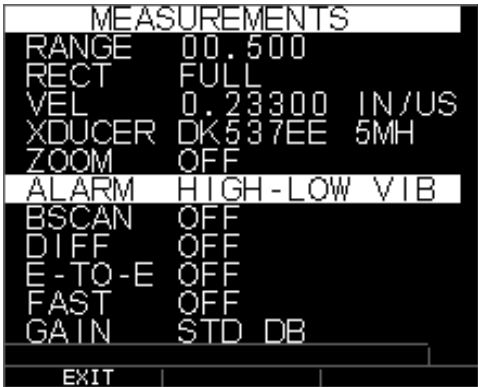 MEASUREMENTS
RANGE 00.500
RECT FULL
VEL 0.23300 IN/US
XDUCER DK537EE 5MH
ZOOM OFF
ALARM HIGH-LOW VIB
BSCAN OFF
DIFF OFF
E-TO-E OFF
FAST OFF
GAIN STD DB
EXIT